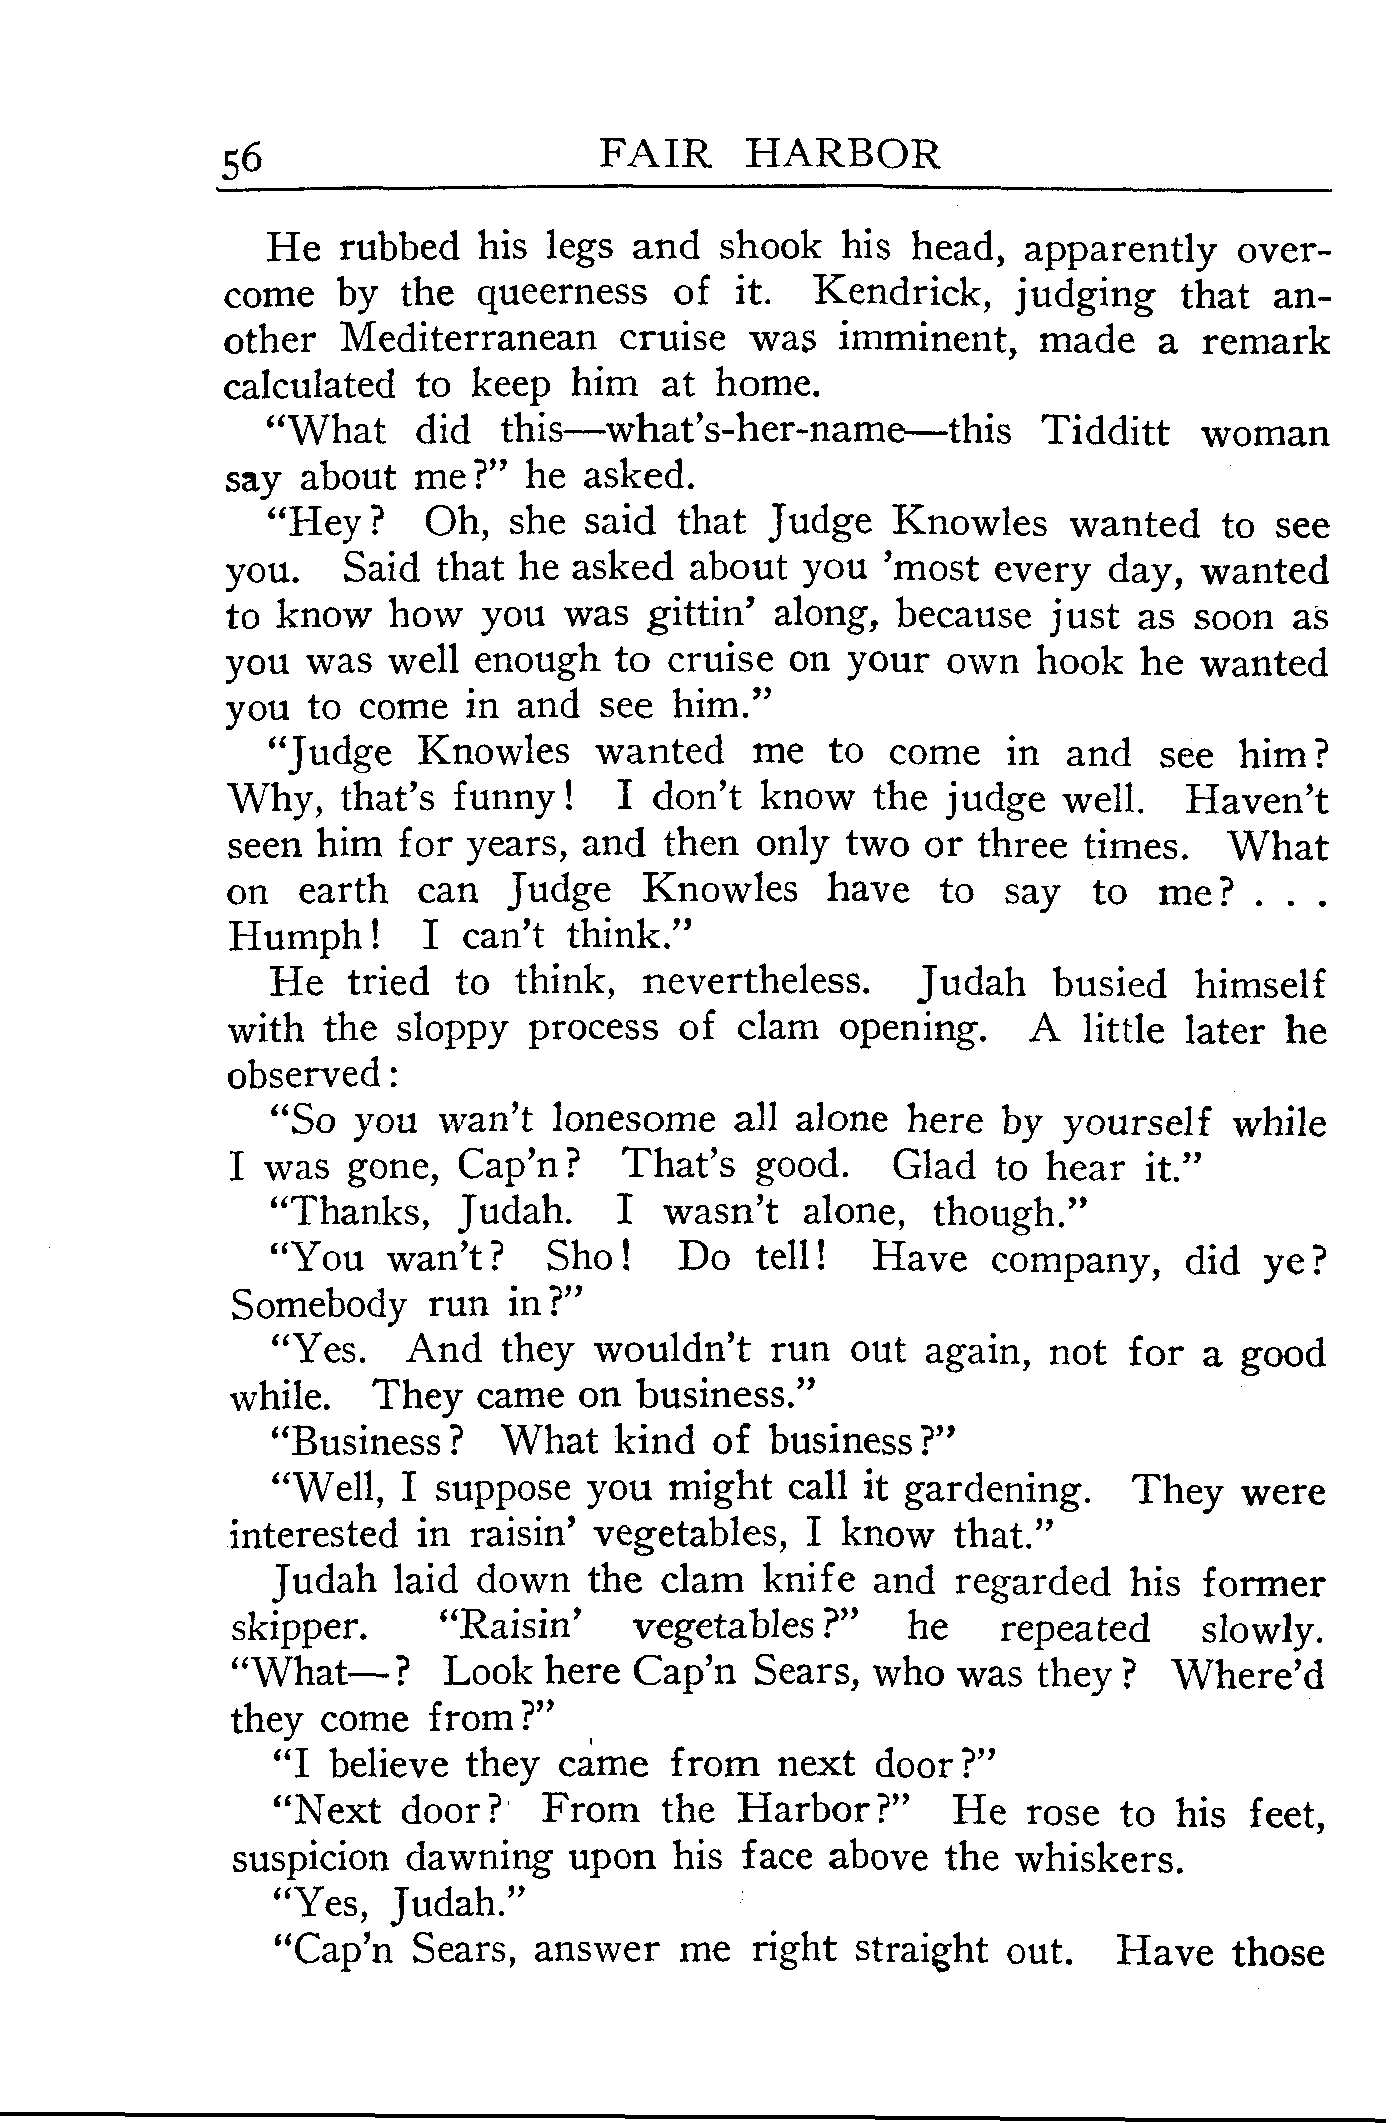 56 FAIR HARBOR
He rubbed his legs and shook his head, apparently over-
come by the queerness of it. Kendrick, judging that an-
other Mediterranean cruise was imminent, made a remark
calculated to keep him at home.
“What did this—what’s-her-name—this Tidditt woman
say about me?” he asked.
“Hey? Oh, she said that Judge Knowles wanted to see
you. Said that he asked about you ’most every day, wanted
to know how you was gittin’ along, because just as soon as
you was well enough to cruise on your own hook he wanted
you to come in and see him.”
“Judge Knowles wanted me to come in and see him?
Why, that’s funny! I don’t know the judge well. Haven’t
seen him for years, and then only two or three times. What
on earth can Judge Knowles have to say to me? . . .
Humph! I can’t think.”
He tried to think, nevertheless. Judah busied himself
with the sloppy process of clam opening. A little later he
observed:
“So you wan’t lonesome all alone here by yourself while
I was gone, Cap’n? That’s good. Glad to hear it.”
“Thanks, Judah. I wasn’t alone, though.”
“You wan’t? Sho! Do tell! Have company, did ye?
Somebody run in?”
“Yes. And they wouldn’t run out again, not for a good
while. They came on business.”
“Business? What kind of business?”
“Well, I suppose you might call it gardening. They were
interested in raisin’ vegetables, I know that.”
Judah laid down the clam knife and regarded his former
skipper. “Raisin’ vegetables?” he repeated slowly.
“What—? Look here Cap’n Sears, who was they? Where’d
they come from?”
“I believe they came from next door?”
“Next door? From the Harbor?” He rose to his feet,
suspicion dawning upon his face above the whiskers.
“Yes, Judah.”
“Cap’n Sears, answer me right straight out. Have those